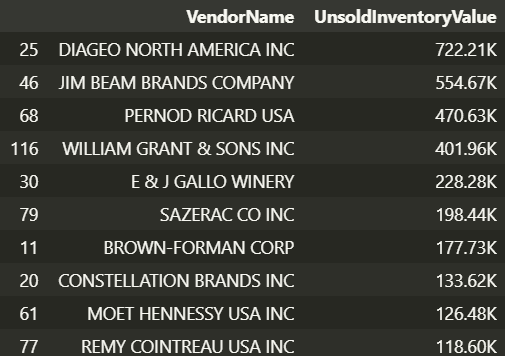 VendorName UnsoldInventoryValue
25 DIAGEO NORTH AMERICA INC 722.21K
46 JIM BEAM BRANDS COMPANY 554.67K
68 PERNOD RICARD USA 470.63K
116 WILLIAM GRANT & SONS INC 401.96K
30 E & J GALLO WINERY 228.28K
79 SAZERAC CO INC 198.44K
11 BROWN-FORMAN CORP 177.73K
20 CONSTELLATION BRANDS INC 133.62K
61 MOET HENNESSY USA INC 126.48K
77 REMY COINTREAU USA INC 118.60K